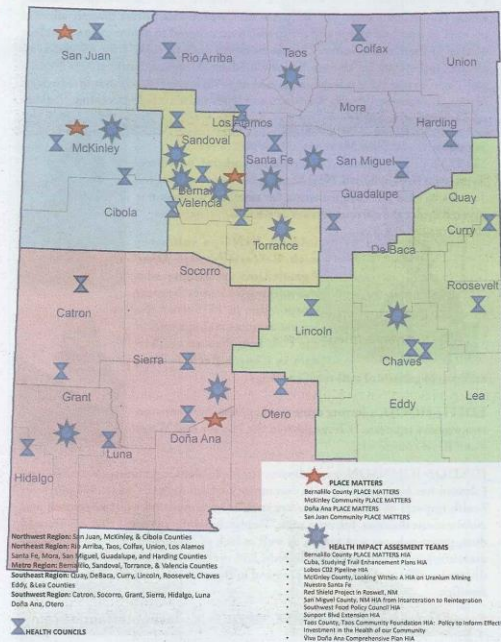 San Juan
Rio Arriba
Taos
Colfax
Union
Mora
Los Alamos
Harding
Sandoval
McKinley
Santa Fe
San Miguel
Guadalupe
Quay
Cibola
Valencia
Curry
Torrance
De Baca
Socorro
Roosevelt
Catron
Lincoln
Sierra
Chaves
Grant
Otero
Lea
Eddy
Doña Ana
Luna
Hidalgo
PLACE MATTERS
Bernalillo County PLACE MATTERS
McKinley Community PLACE MATTERS
Doña Ana PLACE MATTERS
San Juan Community PLACE MATTERS
Northwest Region: San Juan, McKinley, & Cibola Counties
Northeast Region: Rio Arriba, Taos, Colfax, Union, Los Alamos
Santa Fe, Mora, San Miguel, Guadalupe, and Harding Counties
Metro Region: Bernalillo, Sandoval, Torrance, & Valencia Counties
Southeast Region: Quay, DeBaca, Curry, Lincoln, Roosevelt, Chaves
Eddy, & Lea Counties
Southwest Region: Catron, Socorro, Grant, Sierra, Hidalgo, Luna
Doña Ana, Otero
HEALTH COUNCILS
HEALTH IMPACT ASSESMENT TEAMS
Bernalillo County PLACE MATTERS HIA
Cuba, Studying Trail Enhancement Plans HIA
Lobos CO2 Pipeline HIA
McKinley County, Looking Within: A HIA on Uranium Mining
Nuestra Santa Fe
Red Shield Project in Roswell, NM
San Miguel County, NM HIA from Incarceration to Reintegration
Southwest Food Policy Council HIA
Sunport Blvd Extension HIA
Taos County, Taos Community Foundation HIA: Policy to Inform Effect
Investment in the Health of our Community
Viva Doña Ana Comprehensive Plan HIA